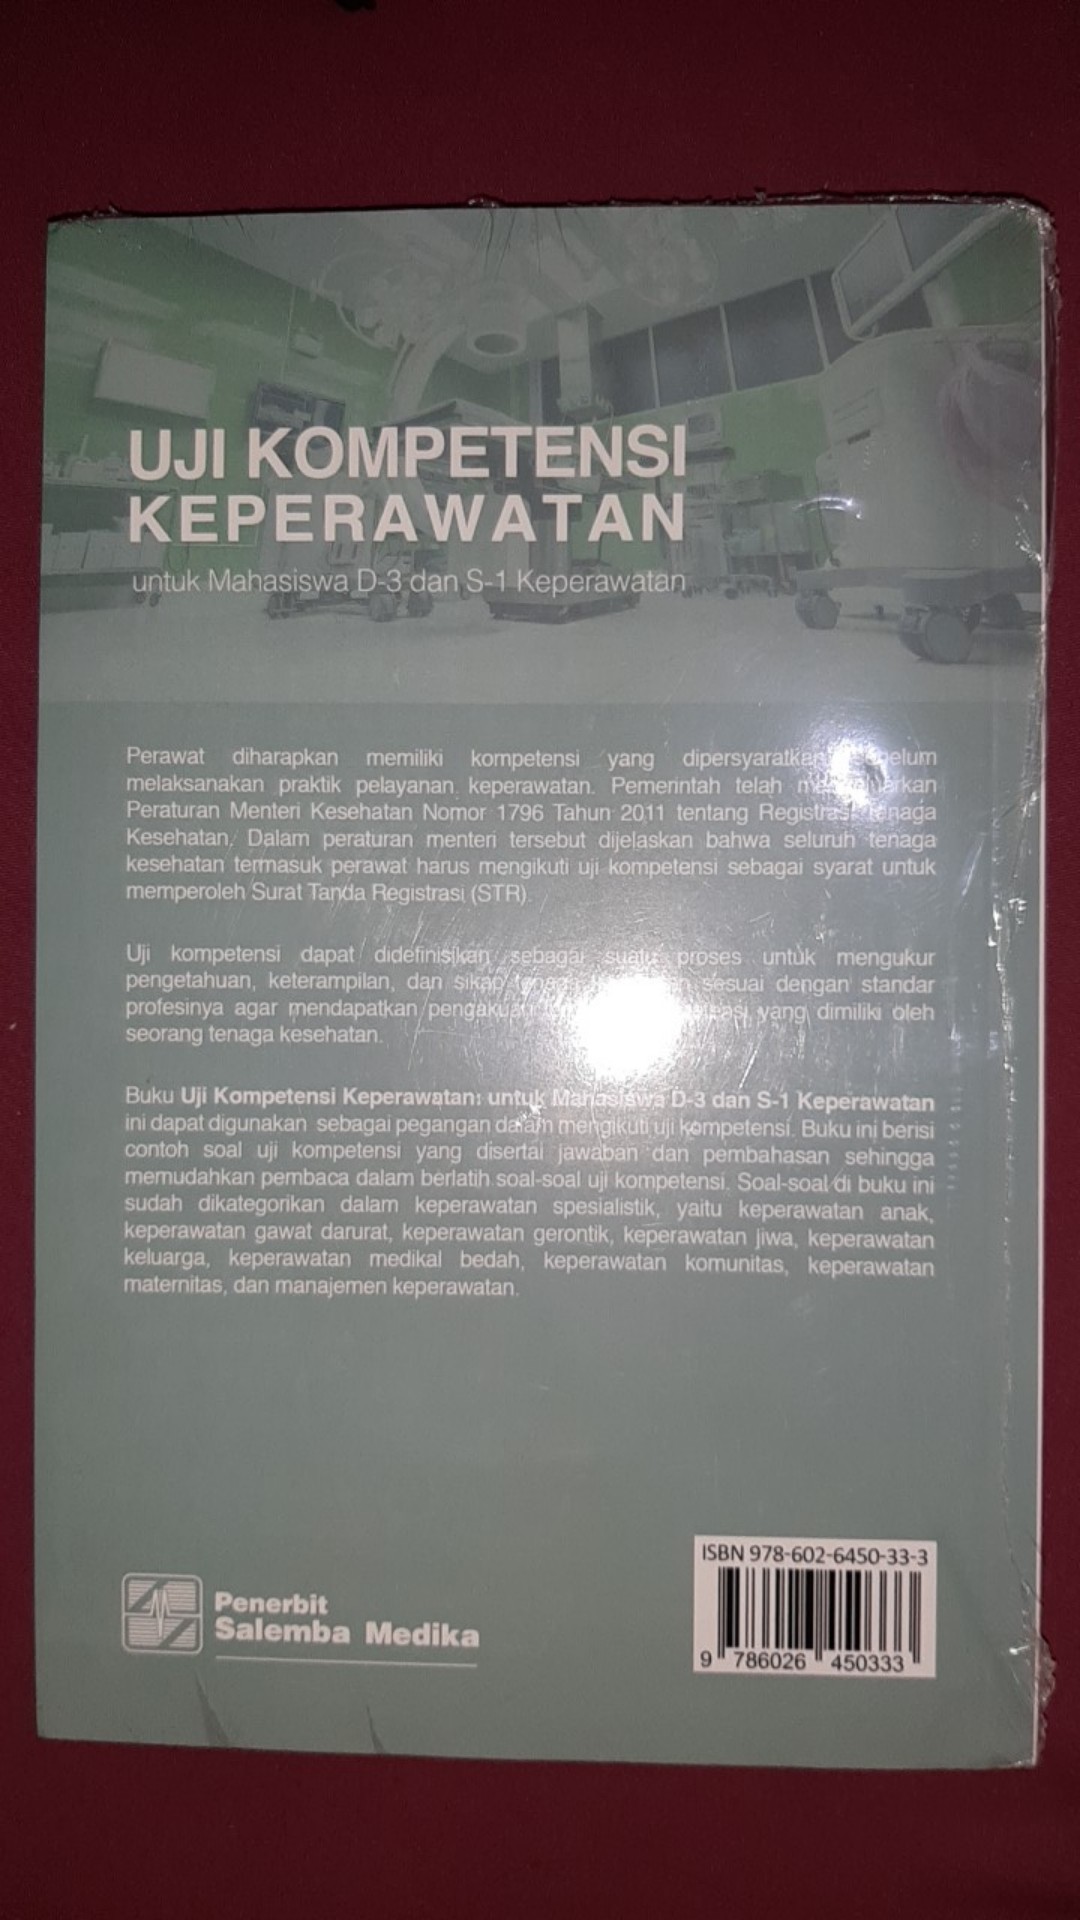 UJI KOMPETENSI
KEPERAWATAN
untuk Mahasiswa D-3 dan S-1 Keperawatan
Perawat diharapkan memiliki kompetensi yang dipersyaratkan
melaksanakan praktik pelayanan keperawatan. Pemerintah telah
Peraturan Menteri Kesehatan Nomor 1796 Tahun 2011 tentang Registrasi Tenaga
Kesehatan. Dalam peraturan menteri tersebut dijelaskan bahwa seluruh tenaga
kesehatan termasuk perawat harus mengikuti uji kompetensi sebagai syarat untuk
memperoleh Surat Tanda Registrasi (STR).
Uji kompetensi dapat didefinisikan sebagai suatu proses untuk mengukur
pengetahuan, keterampilan, dan sikap sesuai dengan standar
profesinya agar mendapatkan yang dimiliki oleh
seorang tenaga kesehatan.
Buku Uji Kompetensi Keperawatan: untuk Mahasiswa D-3 dan S-1 Keperawatan
ini dapat digunakan sebagai pegangan dalam mengikuti uji kompetensi. Buku ini berisi
contoh soal uji kompetensi yang disertai jawaban dan pembahasan sehingga
memudahkan pembaca dalam berlatih soal-soal uji kompetensi. Soal-soal di buku ini
sudah dikategorikan dalam keperawatan spesialistik, yaitu keperawatan anak,
keperawatan gawat darurat, keperawatan gerontik, keperawatan jiwa, keperawatan
keluarga, keperawatan medikal bedah, keperawatan komunitas, keperawatan
maternitas, dan manajemen keperawatan.
Penerbit
Salemba Medika
ISBN 978-602-6450-33-3
9 786026 450333